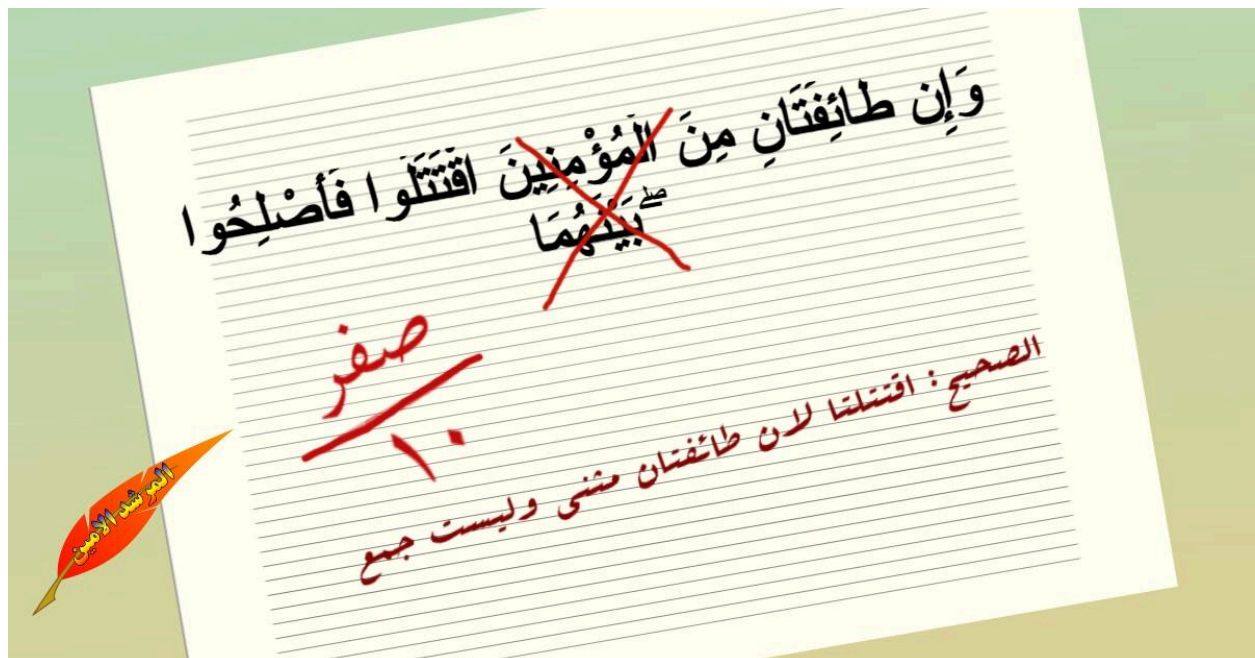 وَإِن طَائِفَتَانِ مِنَ الْمُؤْمِنِينَ اقْتَتَلُوا فَأَصْلِحُوا
بَيْنَهُمَا ۖ
صفر
١٠
الصحيح : اقتتلتا لان طائفتان مثنى وليست جمع
المرشد الامين